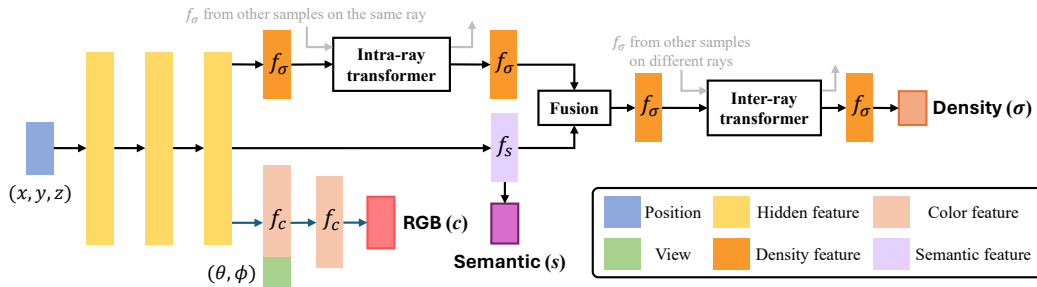 f_σ from other samples on the same ray
f_σ
Intra-ray
transformer
f_σ
f_σ from other samples
on different rays
Fusion
f_σ
Inter-ray
transformer
f_σ
Density (σ)
f_s
(x, y, z)
f_c
f_c
RGB (c)
Semantic (s)
(θ, ϕ)
Position
Hidden feature
Color feature
View
Density feature
Semantic feature